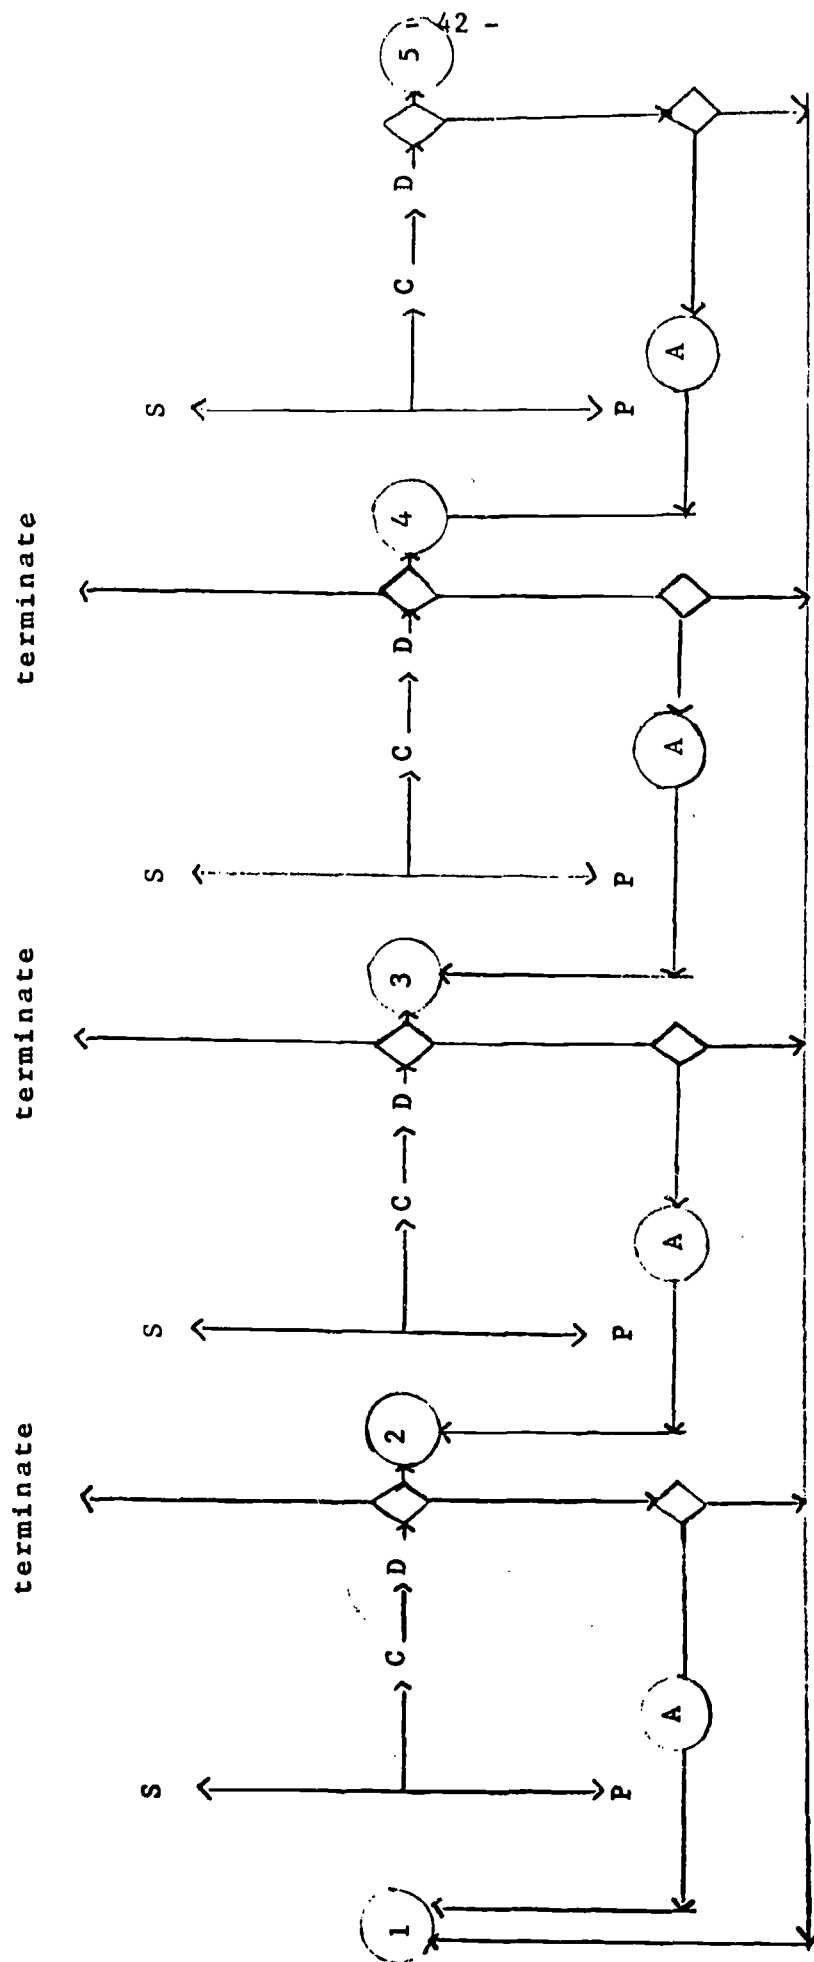 - 42 -
terminate terminate terminate
S S S S
1 C D 2 C D 3 C D 4 C D 5
P P P P
A A A A